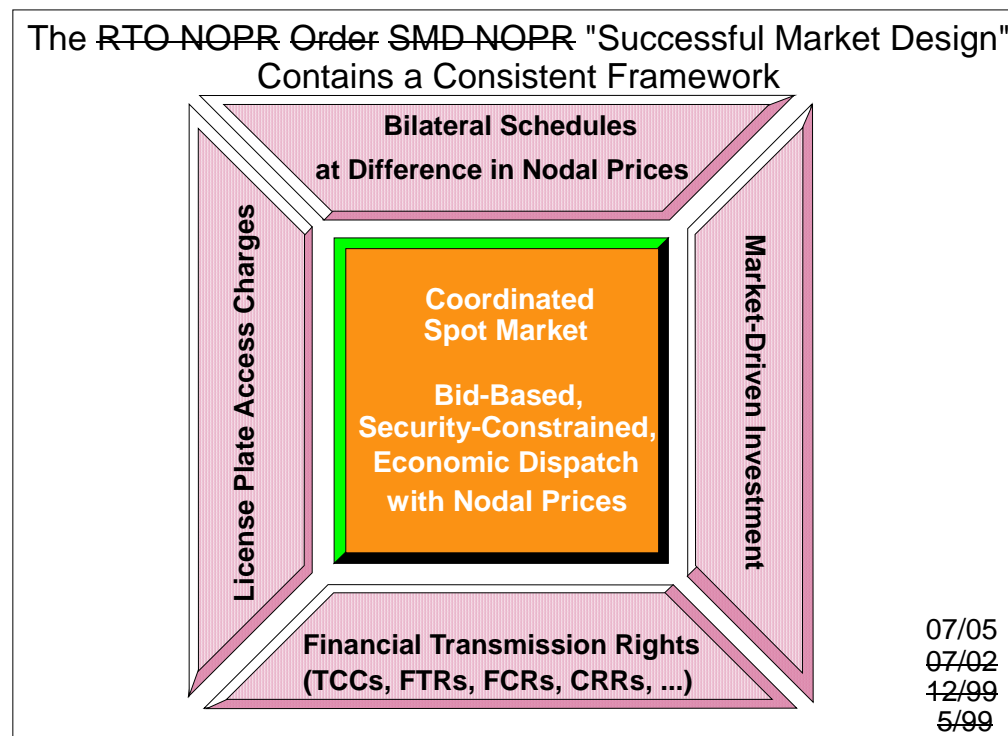 The RTO NOPR Order SMD NOPR "Successful Market Design"
Contains a Consistent Framework
Bilateral Schedules
at Difference in Nodal Prices
License Plate Access Charges
Coordinated
Spot Market
Bid-Based,
Security-Constrained,
Economic Dispatch
with Nodal Prices
Market-Driven Investment
Financial Transmission Rights
(TCCs, FTRs, FCRs, CRRs, ...)
07/05
07/02
12/99
5/99